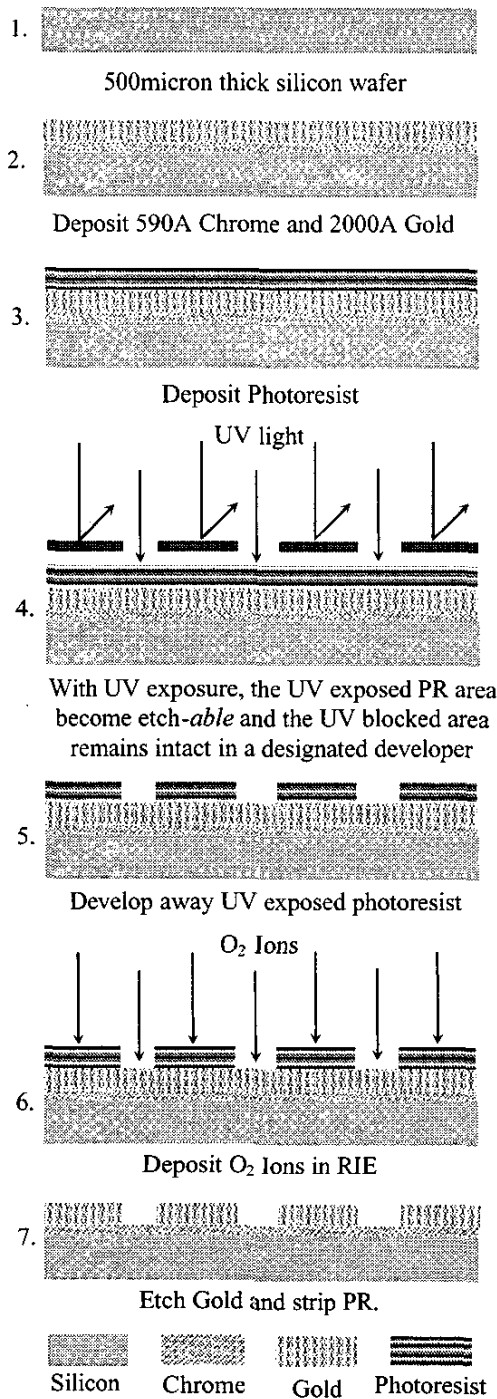 1.
500micron thick silicon wafer
2.
Deposit 590A Chrome and 2000A Gold
3.
Deposit Photoresist
UV light
4.
With UV exposure, the UV exposed PR area
become etch-able and the UV blocked area
remains intact in a designated developer
5.
Develop away UV exposed photoresist
O₂ Ions
6.
Deposit O₂ Ions in RIE
7.
Etch Gold and strip PR.
Silicon Chrome Gold Photoresist